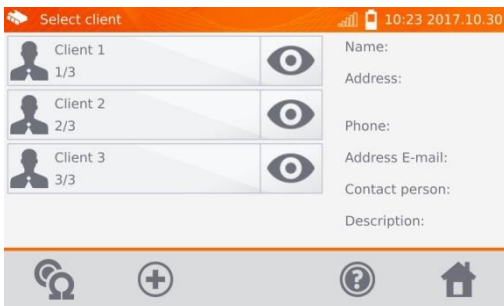 Select client
10:23 2017.10.30
Client 1
1/3
Client 2
2/3
Client 3
3/3
Name:
Address:
Phone:
Address E-mail:
Contact person:
Description: